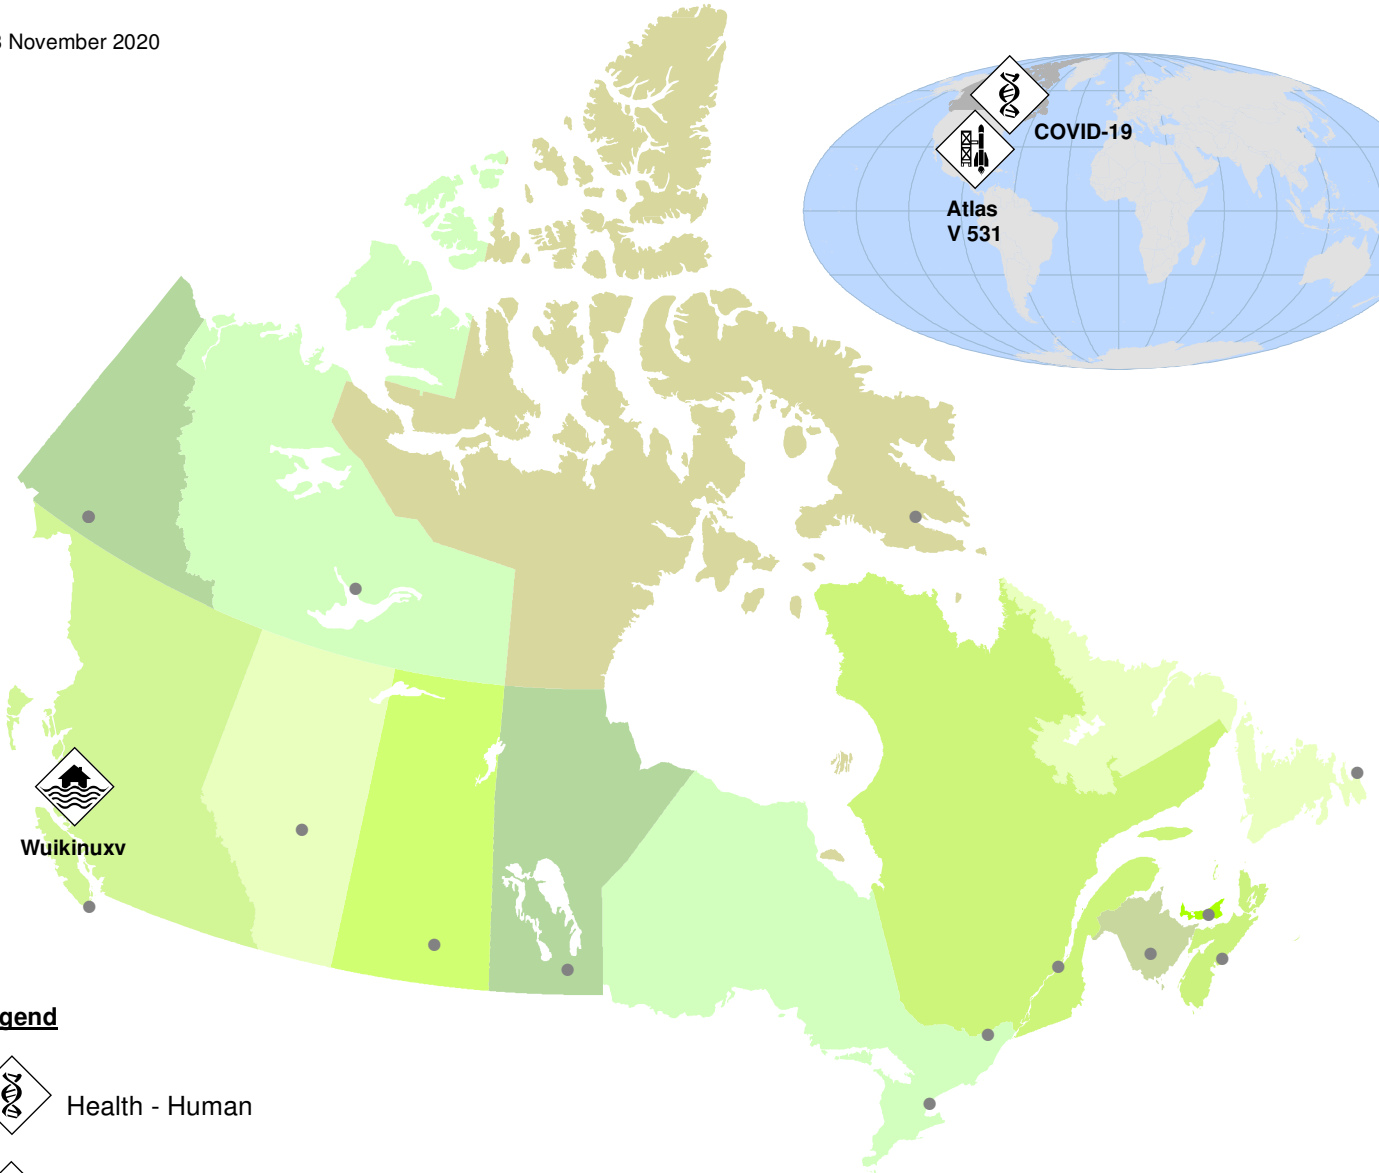 November 2020
COVID-19
Atlas
V 531
Wuikinuxv
gend
Health - Human